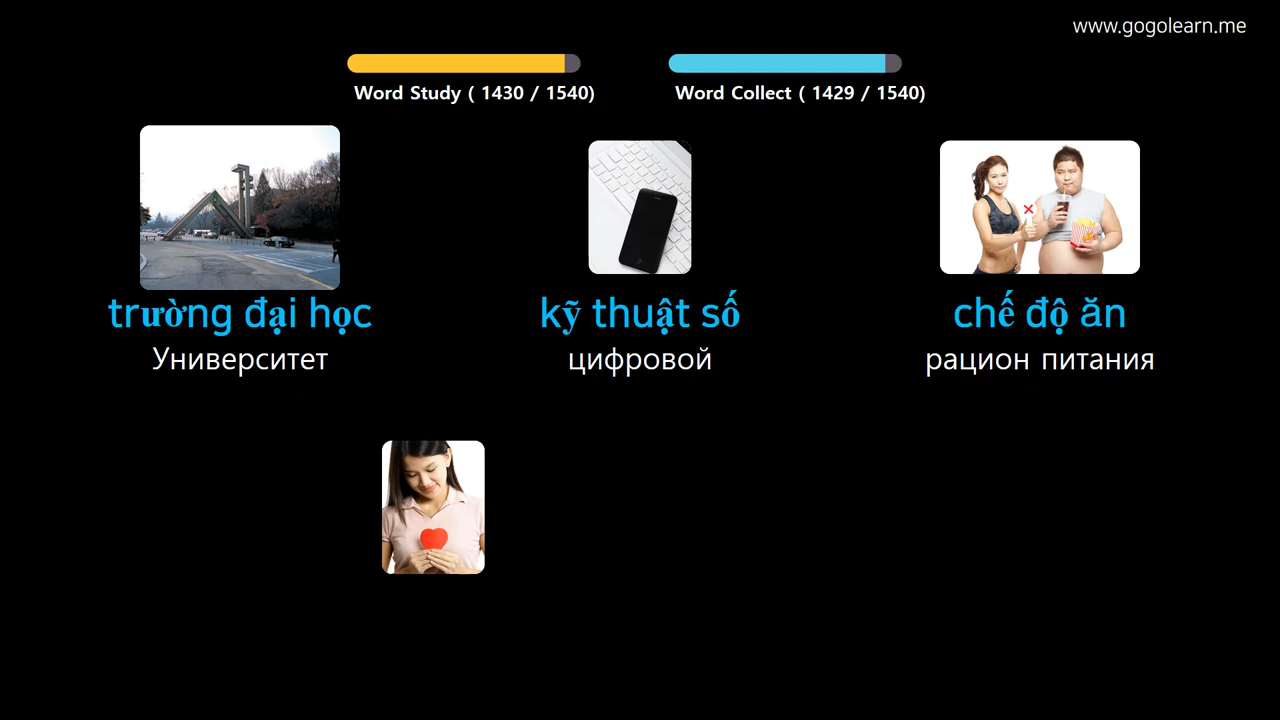 www.gogolearn.me
Word Study ( 1430 / 1540)
Word Collect ( 1429 / 1540)
trường đại học
Университет
kỹ thuật số
цифровой
chế độ ăn
рацион питания